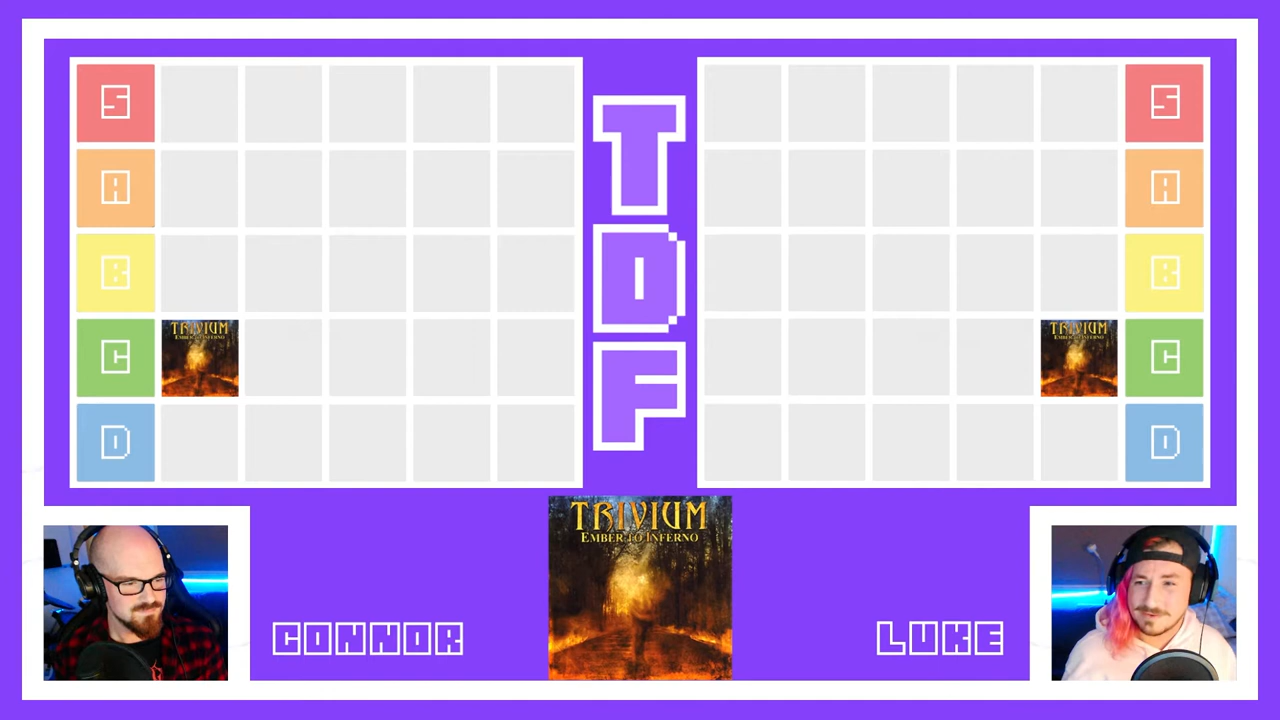 S
A
B
C
D
TRIVIUM
EMBER TO INFERNO
T
D
F
S
A
B
C
D
TRIVIUM
EMBER TO INFERNO
TRIVIUM
EMBER TO INFERNO
CONNOR
LUKE